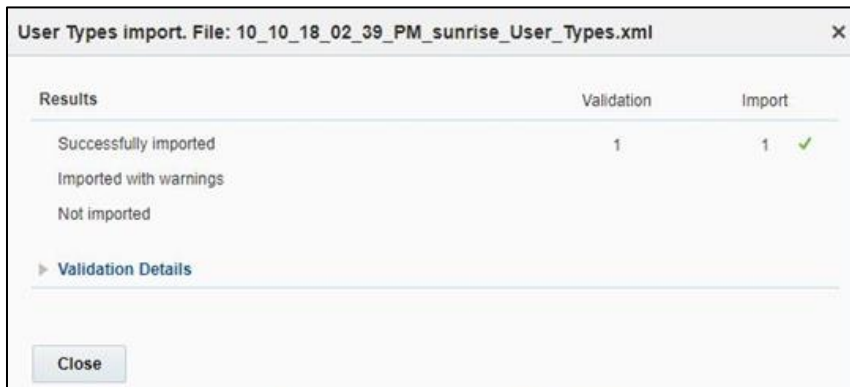 User Types import. File: 10_10_18_02_39_PM_sunrise_User_Types.xml ×
Results Validation Import
Successfully imported 1 1 ✓
Imported with warnings
Not imported
Validation Details
Close